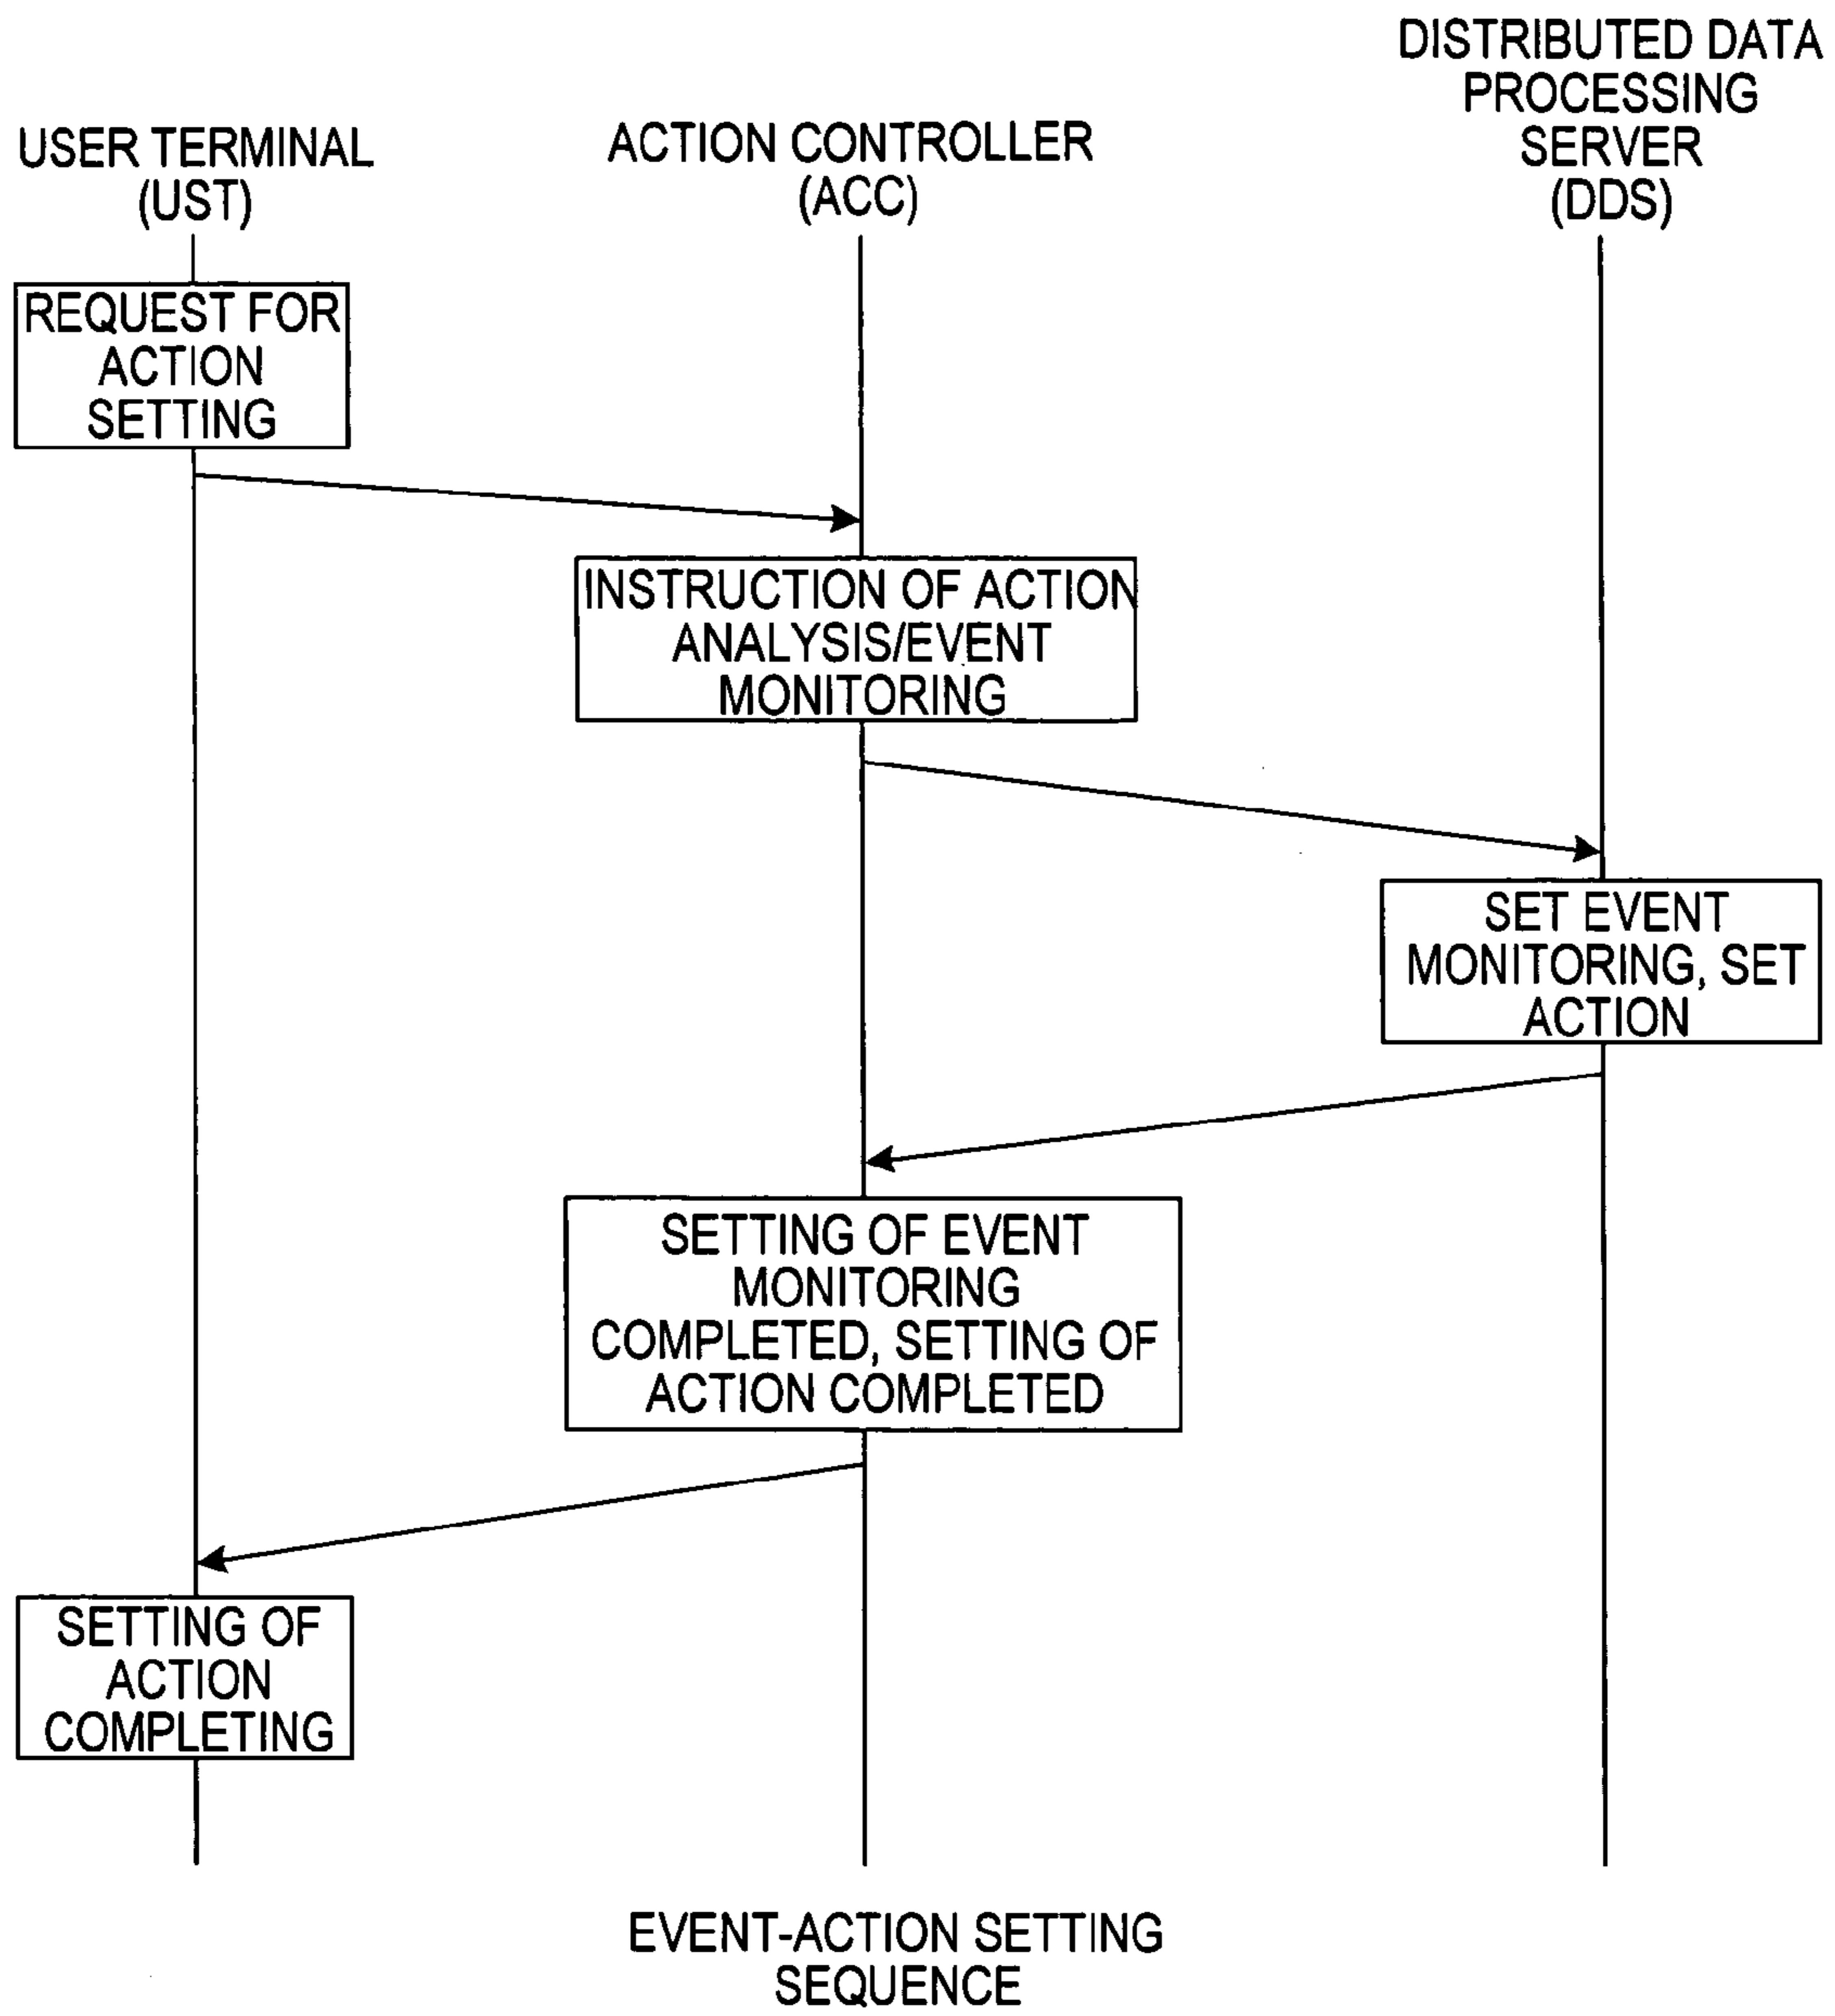 USER TERMINAL
(UST)
ACTION CONTROLLER
(ACC)
DISTRIBUTED DATA
PROCESSING
SERVER
(DDS)
REQUEST FOR
ACTION
SETTING
INSTRUCTION OF ACTION
ANALYSIS/EVENT
MONITORING
SET EVENT
MONITORING, SET
ACTION
SETTING OF EVENT
MONITORING
COMPLETED, SETTING OF
ACTION COMPLETED
SETTING OF
ACTION
COMPLETING
EVENT-ACTION SETTING
SEQUENCE